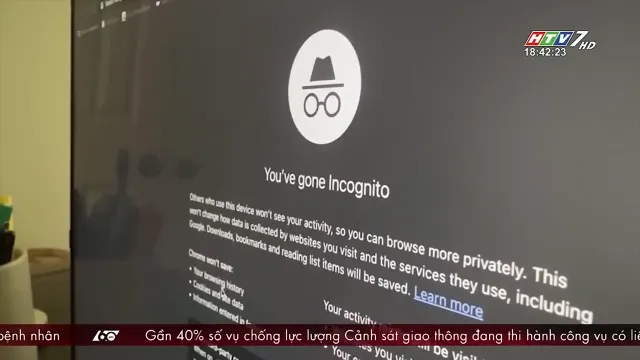 HTV7 HD
18:42:23
You've gone Incognito
Others who use this device won't see your activity, so you can browse more privately. This
won't change how data is collected by websites you visit and the services they use, including
Google. Downloads, bookmarks and reading list items will be saved. Learn more
Chrome won't save:
• Your browsing history
• Cookies and site data
• Information entered in
Your activity
bệnh nhân 60 Gần 40% số vụ chống lực lượng Cảnh sát giao thông đang thi hành công vụ có liê